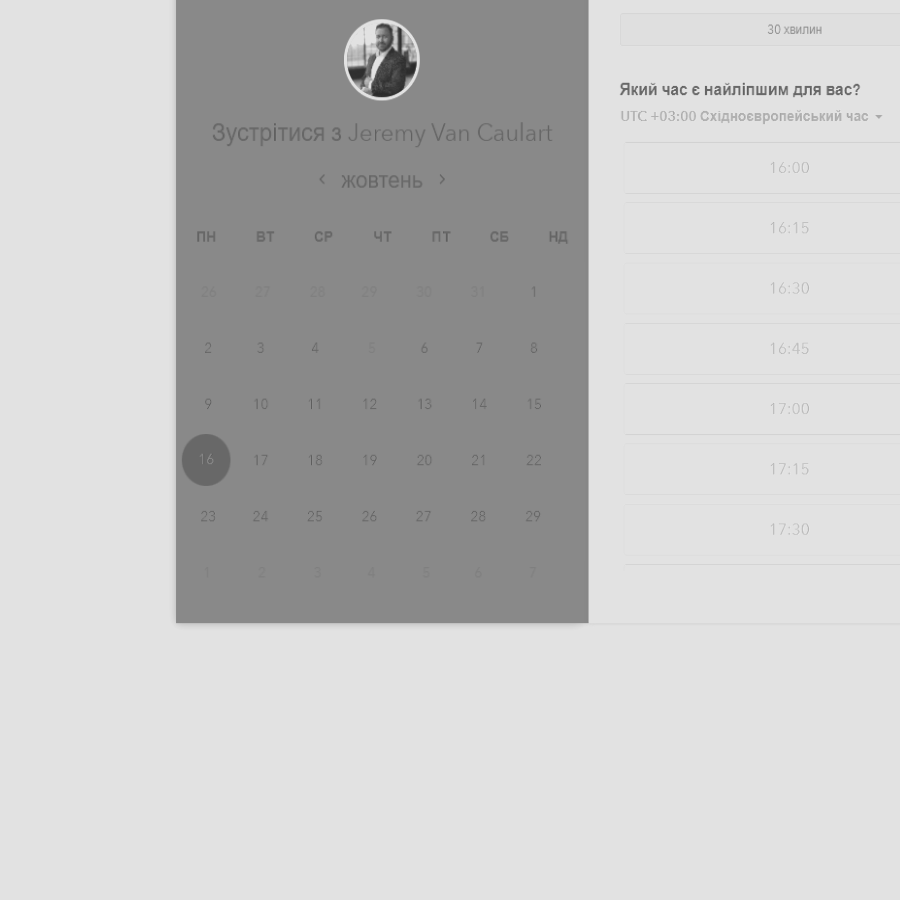 Зустрітися з Jeremy Van Caulart
жовтень
ПН ВТ СР ЧТ ПТ СБ НД
26 27 28 29 30 31 1
2 3 4 5 6 7 8
9 10 11 12 13 14 15
16 17 18 19 20 21 22
23 24 25 26 27 28 29
1 2 3 4 5 6 7
30 хвилин
Який час є найліпшим для вас?
UTC +03:00 Східноєвропейський час
16:00
16:15
16:30
16:45
17:00
17:15
17:30